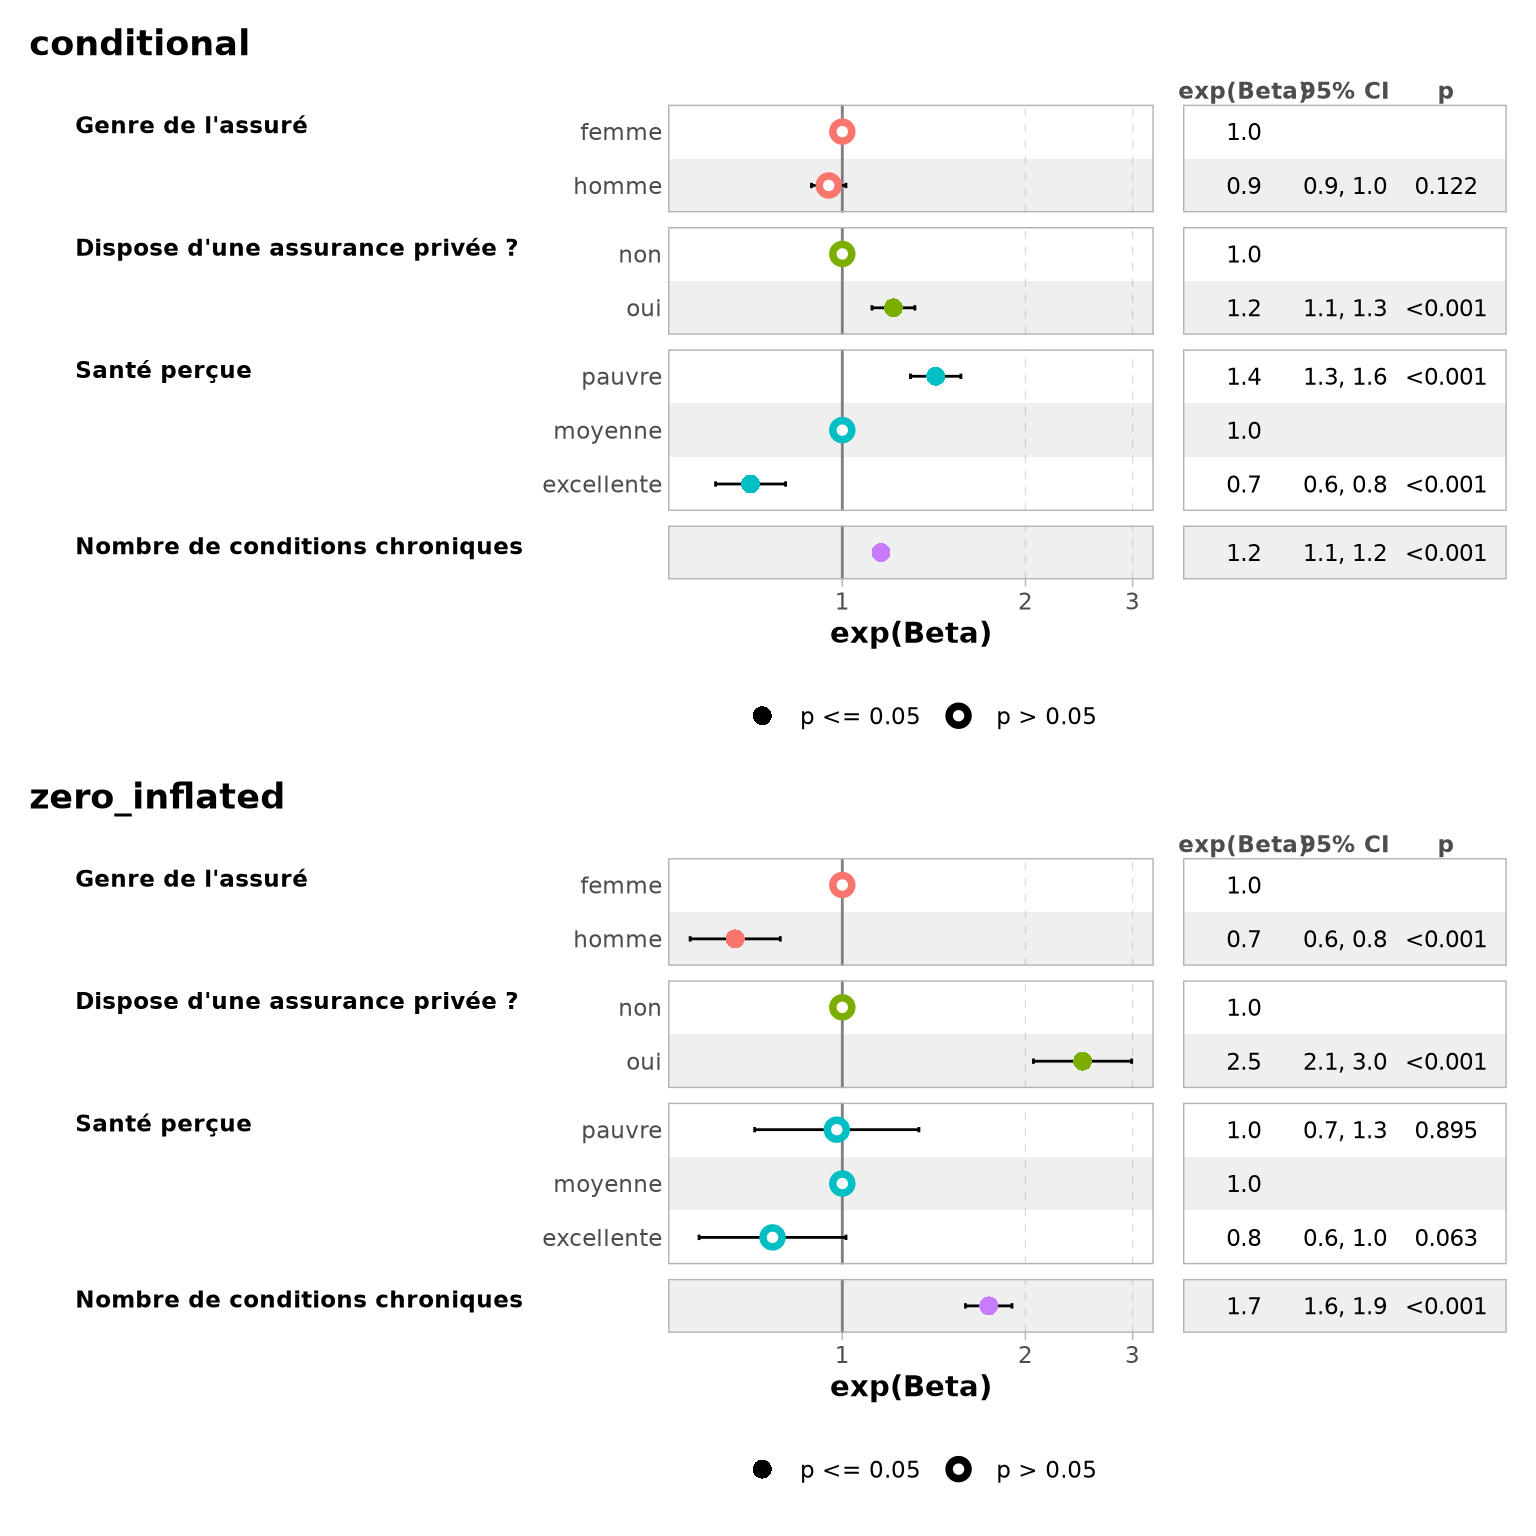 conditional
exp(Beta) 95% CI p
Genre de l'assuré femme 1.0
homme 0.9 0.9, 1.0 0.122
Dispose d'une assurance privée ? non 1.0
oui 1.2 1.1, 1.3 <0.001
Santé perçue pauvre 1.4 1.3, 1.6 <0.001
moyenne 1.0
excellente 0.7 0.6, 0.8 <0.001
Nombre de conditions chroniques 1.2 1.1, 1.2 <0.001
1 2 3
exp(Beta)
p <= 0.05 p > 0.05
zero_inflated
exp(Beta) 95% CI p
Genre de l'assuré femme 1.0
homme 0.7 0.6, 0.8 <0.001
Dispose d'une assurance privée ? non 1.0
oui 2.5 2.1, 3.0 <0.001
Santé perçue pauvre 1.0 0.7, 1.3 0.895
moyenne 1.0
excellente 0.8 0.6, 1.0 0.063
Nombre de conditions chroniques 1.7 1.6, 1.9 <0.001
1 2 3
exp(Beta)
p <= 0.05 p > 0.05